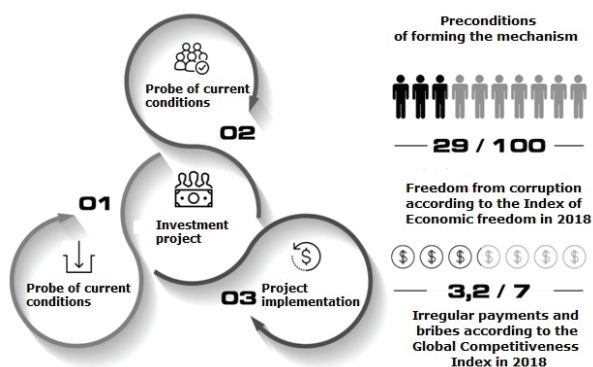 Probe of current
conditions
02
01
Investment
project
Probe of current
conditions
03
Project
implementation
Preconditions
of forming the mechanism
29 / 100
Freedom from corruption
according to the Index of
Economic freedom in 2018
$ $ $ $ $ $ $
3,2 / 7
Irregular payments and
bribes according to the
Global Competitiveness
Index in 2018